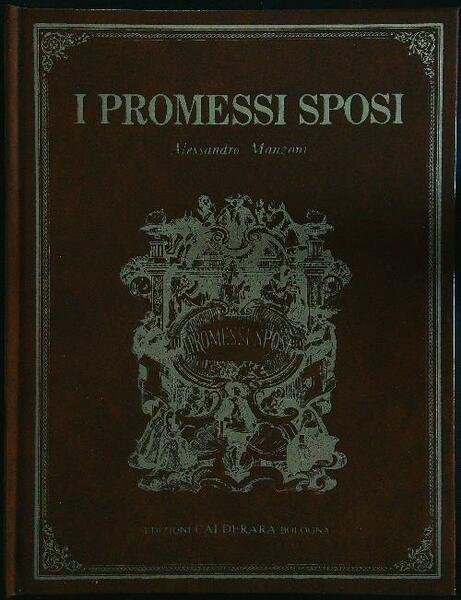 I PROMESSI SPOSI
Alessandro Manzoni
PROMESSI SPOSI
EDIZIONI CALDERARA BOLOGNA